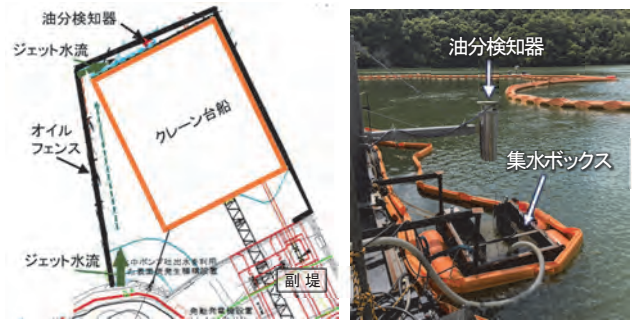 油分検知器
ジェット水流
クレーン台船
オイル
フェンス
ジェット水流
副 堤
油分検知器
集水ボックス